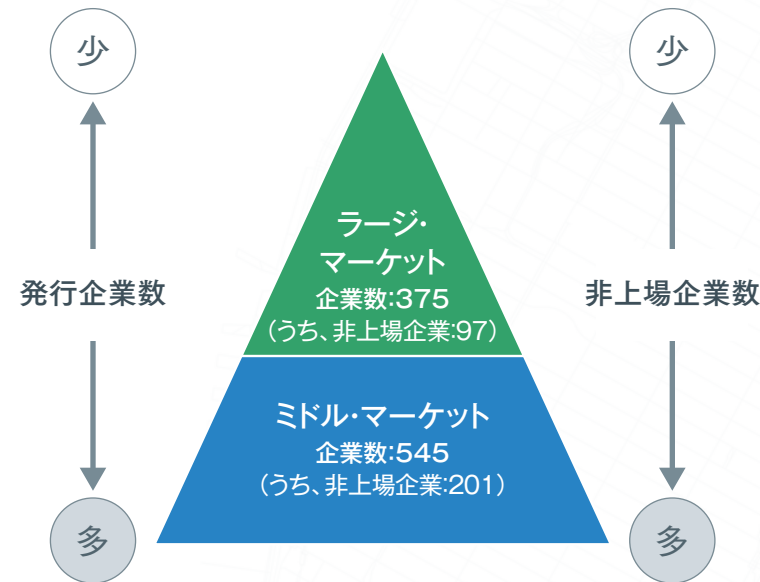 少
少
発行企業数
非上場企業数
ラージ・
マーケット
企業数:375
(うち、非上場企業:97)
ミドル・マーケット
企業数:545
(うち、非上場企業:201)
多
多